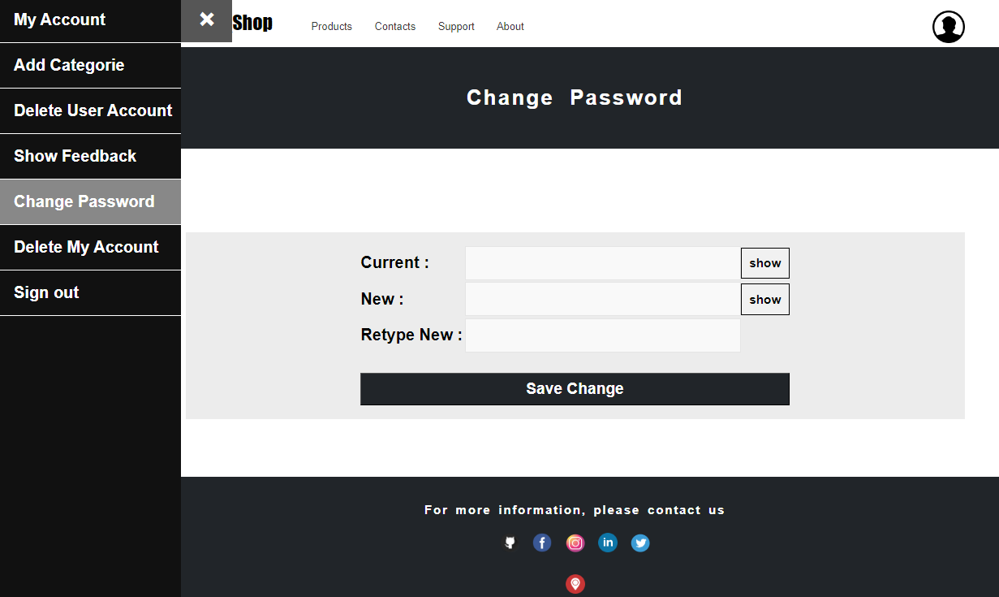 My Account
Add Categorie
Delete User Account
Show Feedback
Change Password
Delete My Account
Sign out
Shop
Products Contacts Support About
Change Password
Current : show
New : show
Retype New :
Save Change
For more information, please contact us
f in